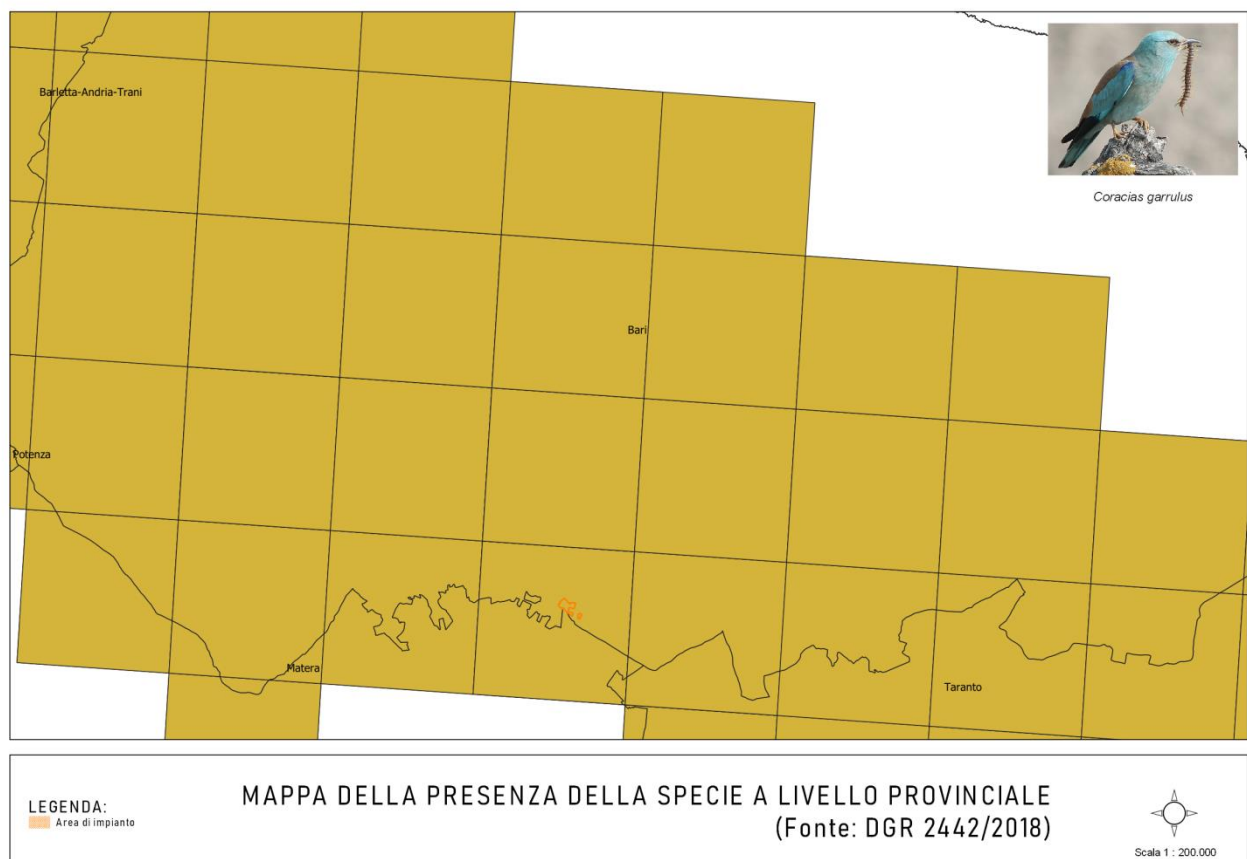 Barletta-Andria-Trani
Coracias garrulus
Bari
Potenza
Matera
Taranto
LEGENDA:
Area di impianto
MAPPA DELLA PRESENZA DELLA SPECIE A LIVELLO PROVINCIALE
(Fonte: DGR 2442/2018)
Scala 1 : 200.000